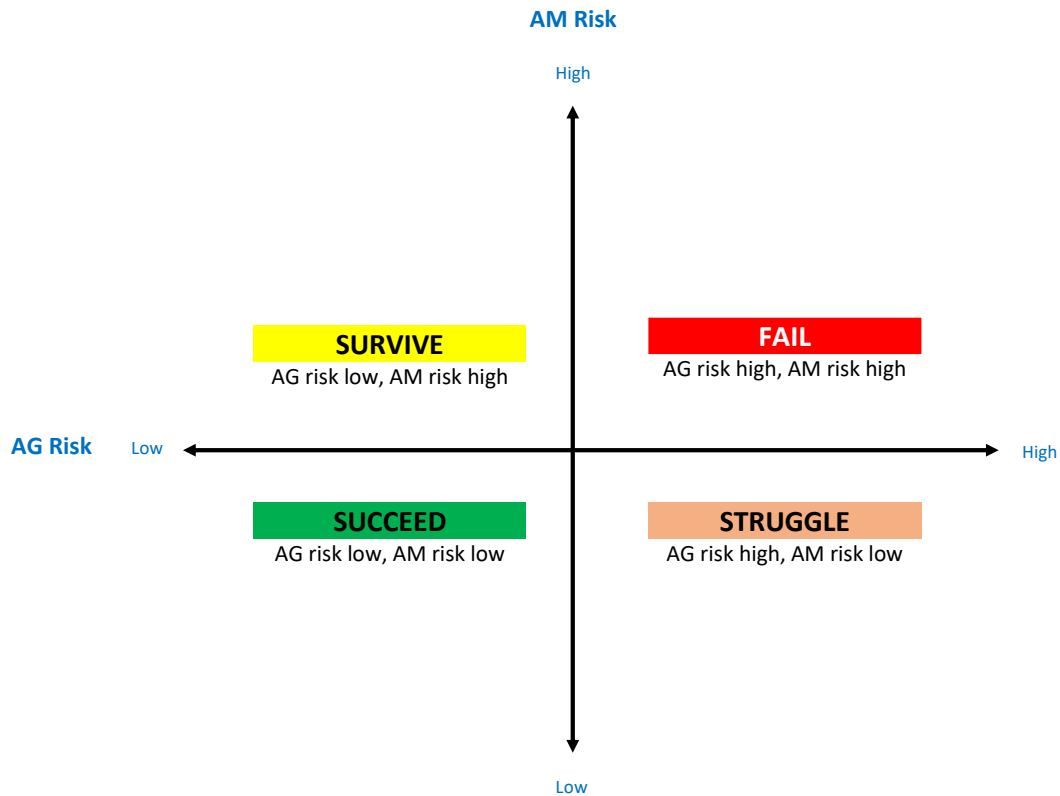 AM Risk
High
SURVIVE
AG risk low, AM risk high
FAIL
AG risk high, AM risk high
AG Risk
Low
High
SUCCEED
AG risk low, AM risk low
STRUGGLE
AG risk high, AM risk low
Low